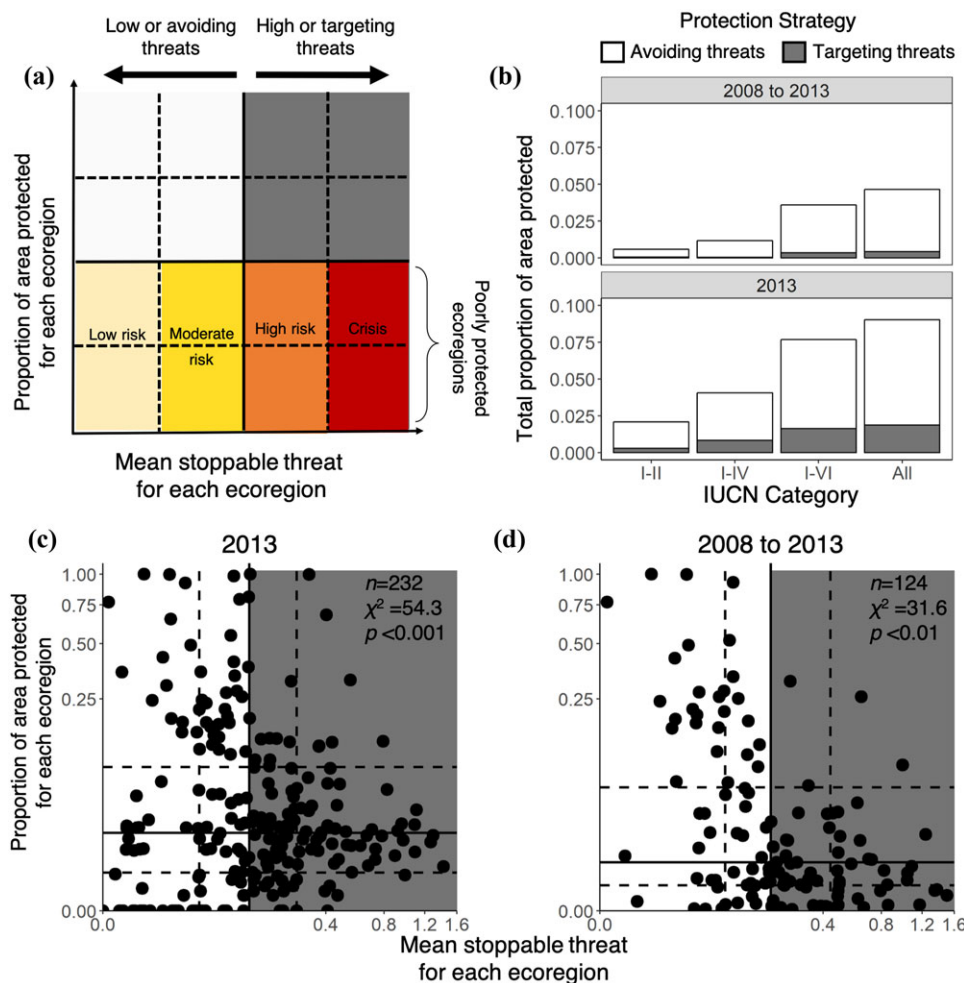 (a)
Low or avoiding
threats
High or targeting
threats
Proportion of area protected
for each ecoregion
Low risk
Moderate
risk
High risk
Crisis
Poorly protected
ecoregions
Mean stoppable threat
for each ecoregion
(b)
Protection Strategy
Avoiding threats
Targeting threats
Total proportion of area protected
2008 to 2013
0.100
0.075
0.050
0.025
0.000
2013
0.100
0.075
0.050
0.025
0.000
I-II
I-IV
I-VI
All
IUCN Category
(c)
2013
n=232
χ² =54.3
p <0.001
Proportion of area protected
for each ecoregion
1.00
0.75
0.50
0.25
0.00
0.0
0.4
0.8
1.2
1.6
(d)
2008 to 2013
n=124
χ² =31.6
p <0.01
1.00
0.75
0.50
0.25
0.00
0.0
0.4
0.8
1.2
1.6
Mean stoppable threat
for each ecoregion